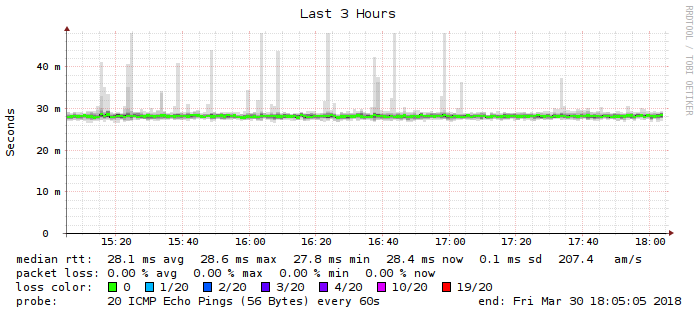 Last 3 Hours
RRDTOOL / TOBI OETIKER
Seconds
40 m
30 m
20 m
10 m
0
15:20 15:40 16:00 16:20 16:40 17:00 17:20 17:40 18:00
median rtt: 28.1 ms avg 28.6 ms max 27.8 ms min 28.4 ms now 0.1 ms sd 207.4 am/s
packet loss: 0.00 % avg 0.00 % max 0.00 % min 0.00 % now
loss color: 0 1/20 2/20 3/20 4/20 10/20 19/20
probe: 20 ICMP Echo Pings (56 Bytes) every 60s end: Fri Mar 30 18:05:05 2018